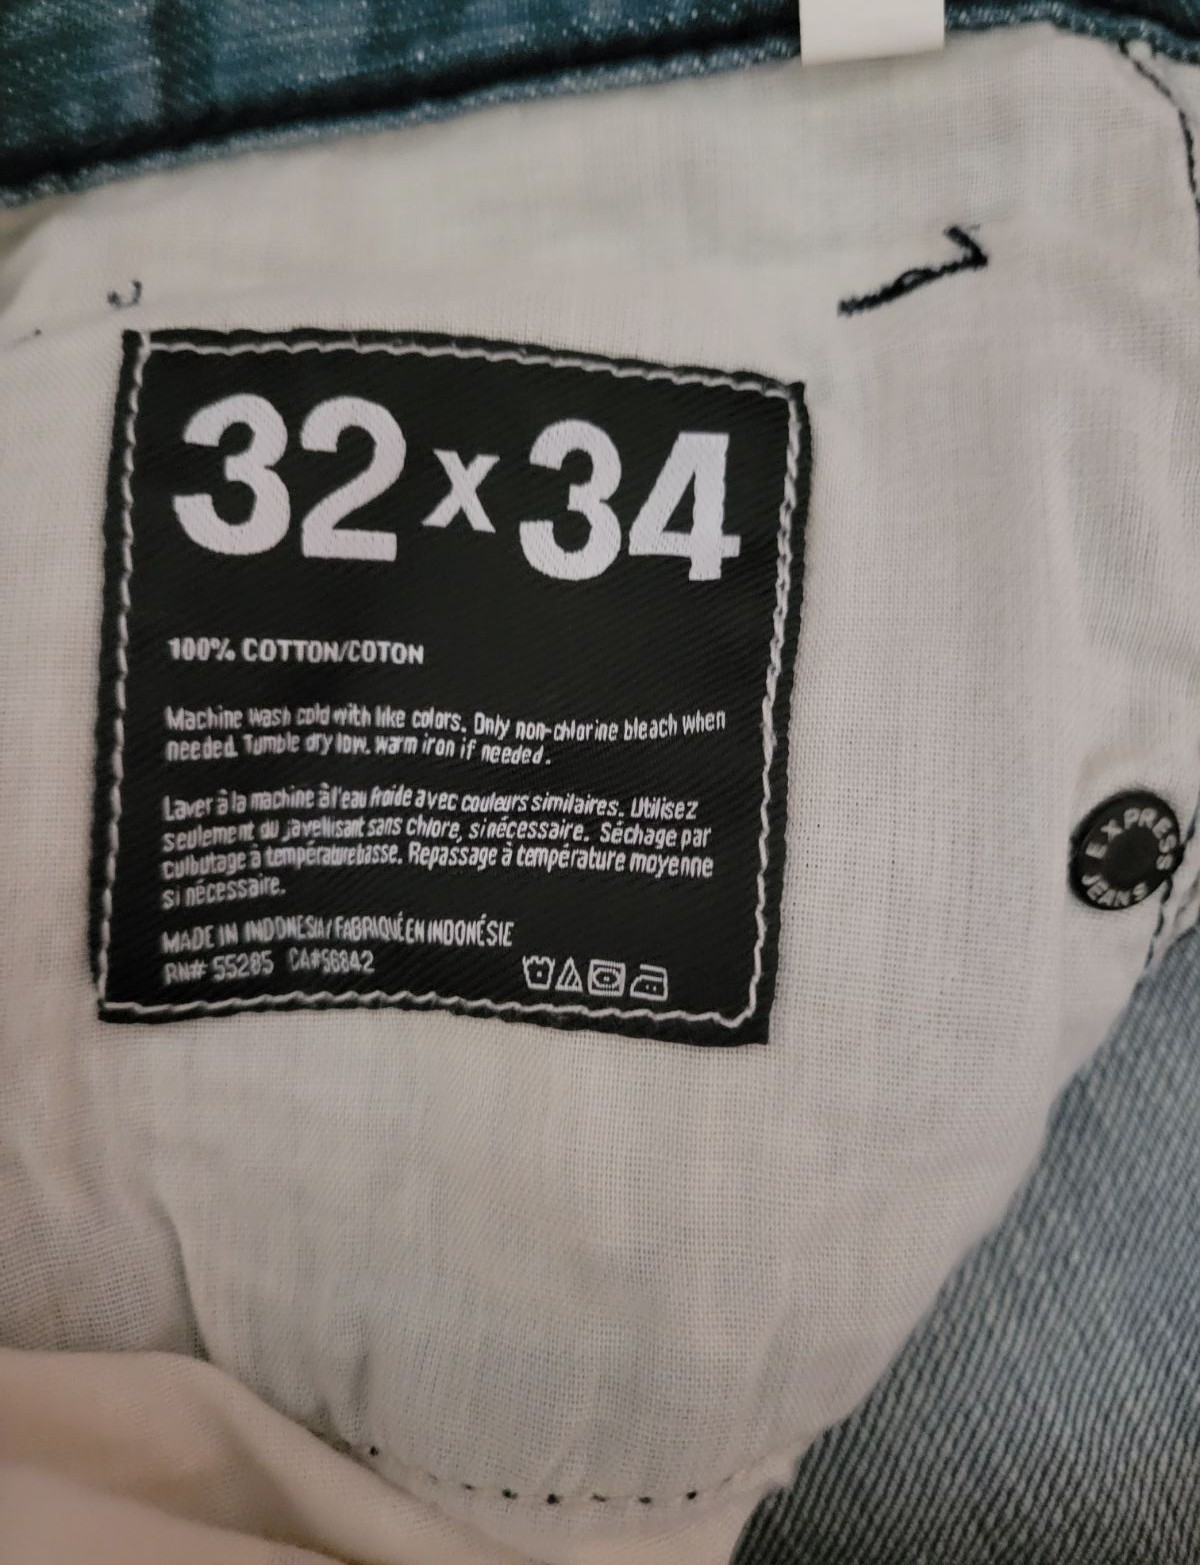 32 x 34
100% COTTON/COTON
Machine wash cold with like colors. Only non-chlorine bleach when
needed. Tumble dry low. warm iron if needed.
Laver à la machine à l'eau froide avec couleurs similaires. Utilisez
seulement du javellisant sans chlore, si nécessaire. Séchage par
culbutage à température basse. Repassage à température moyenne
si nécessaire.
MADE IN INDONESIA / FABRIQUÉ EN INDONÉSIE
RN# 55285 CA#56842
EXPRESS
JEANS